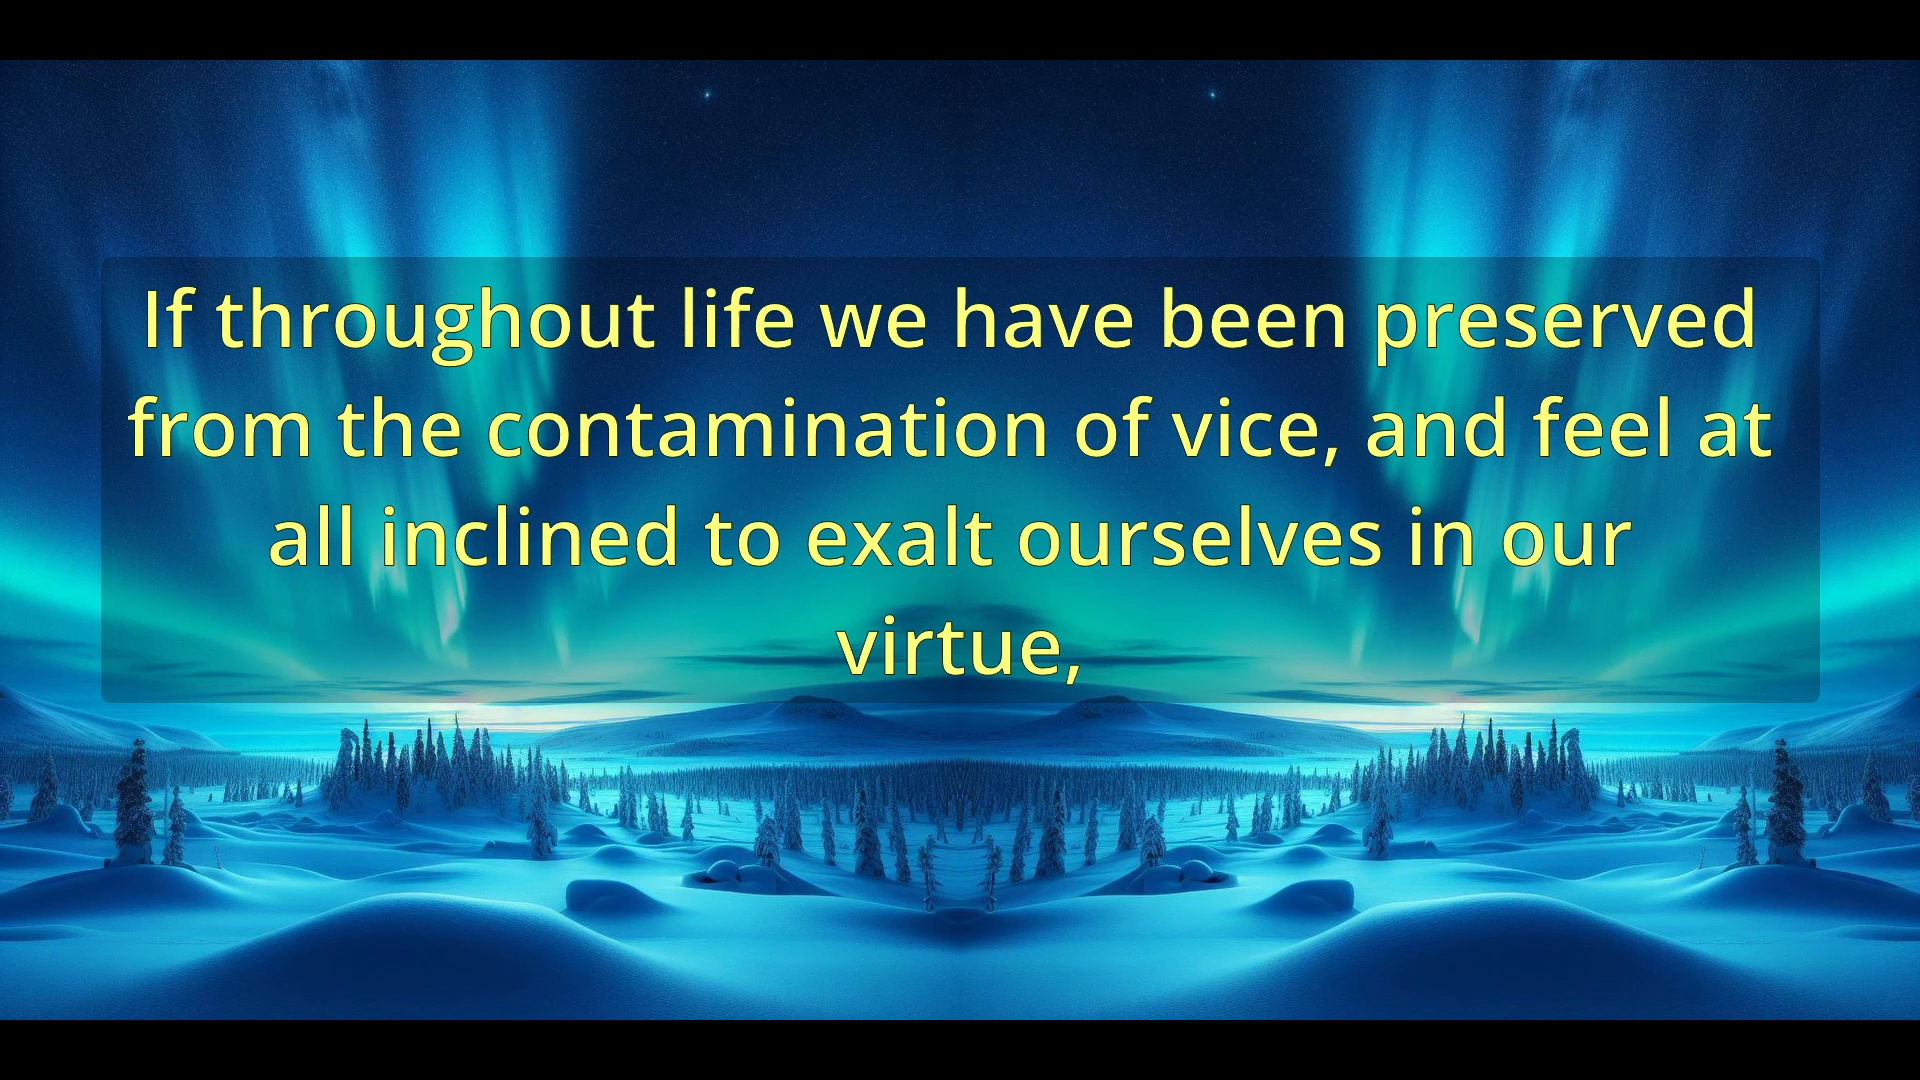 If throughout life we have been preserved
from the contamination of vice, and feel at
all inclined to exalt ourselves in our
virtue,